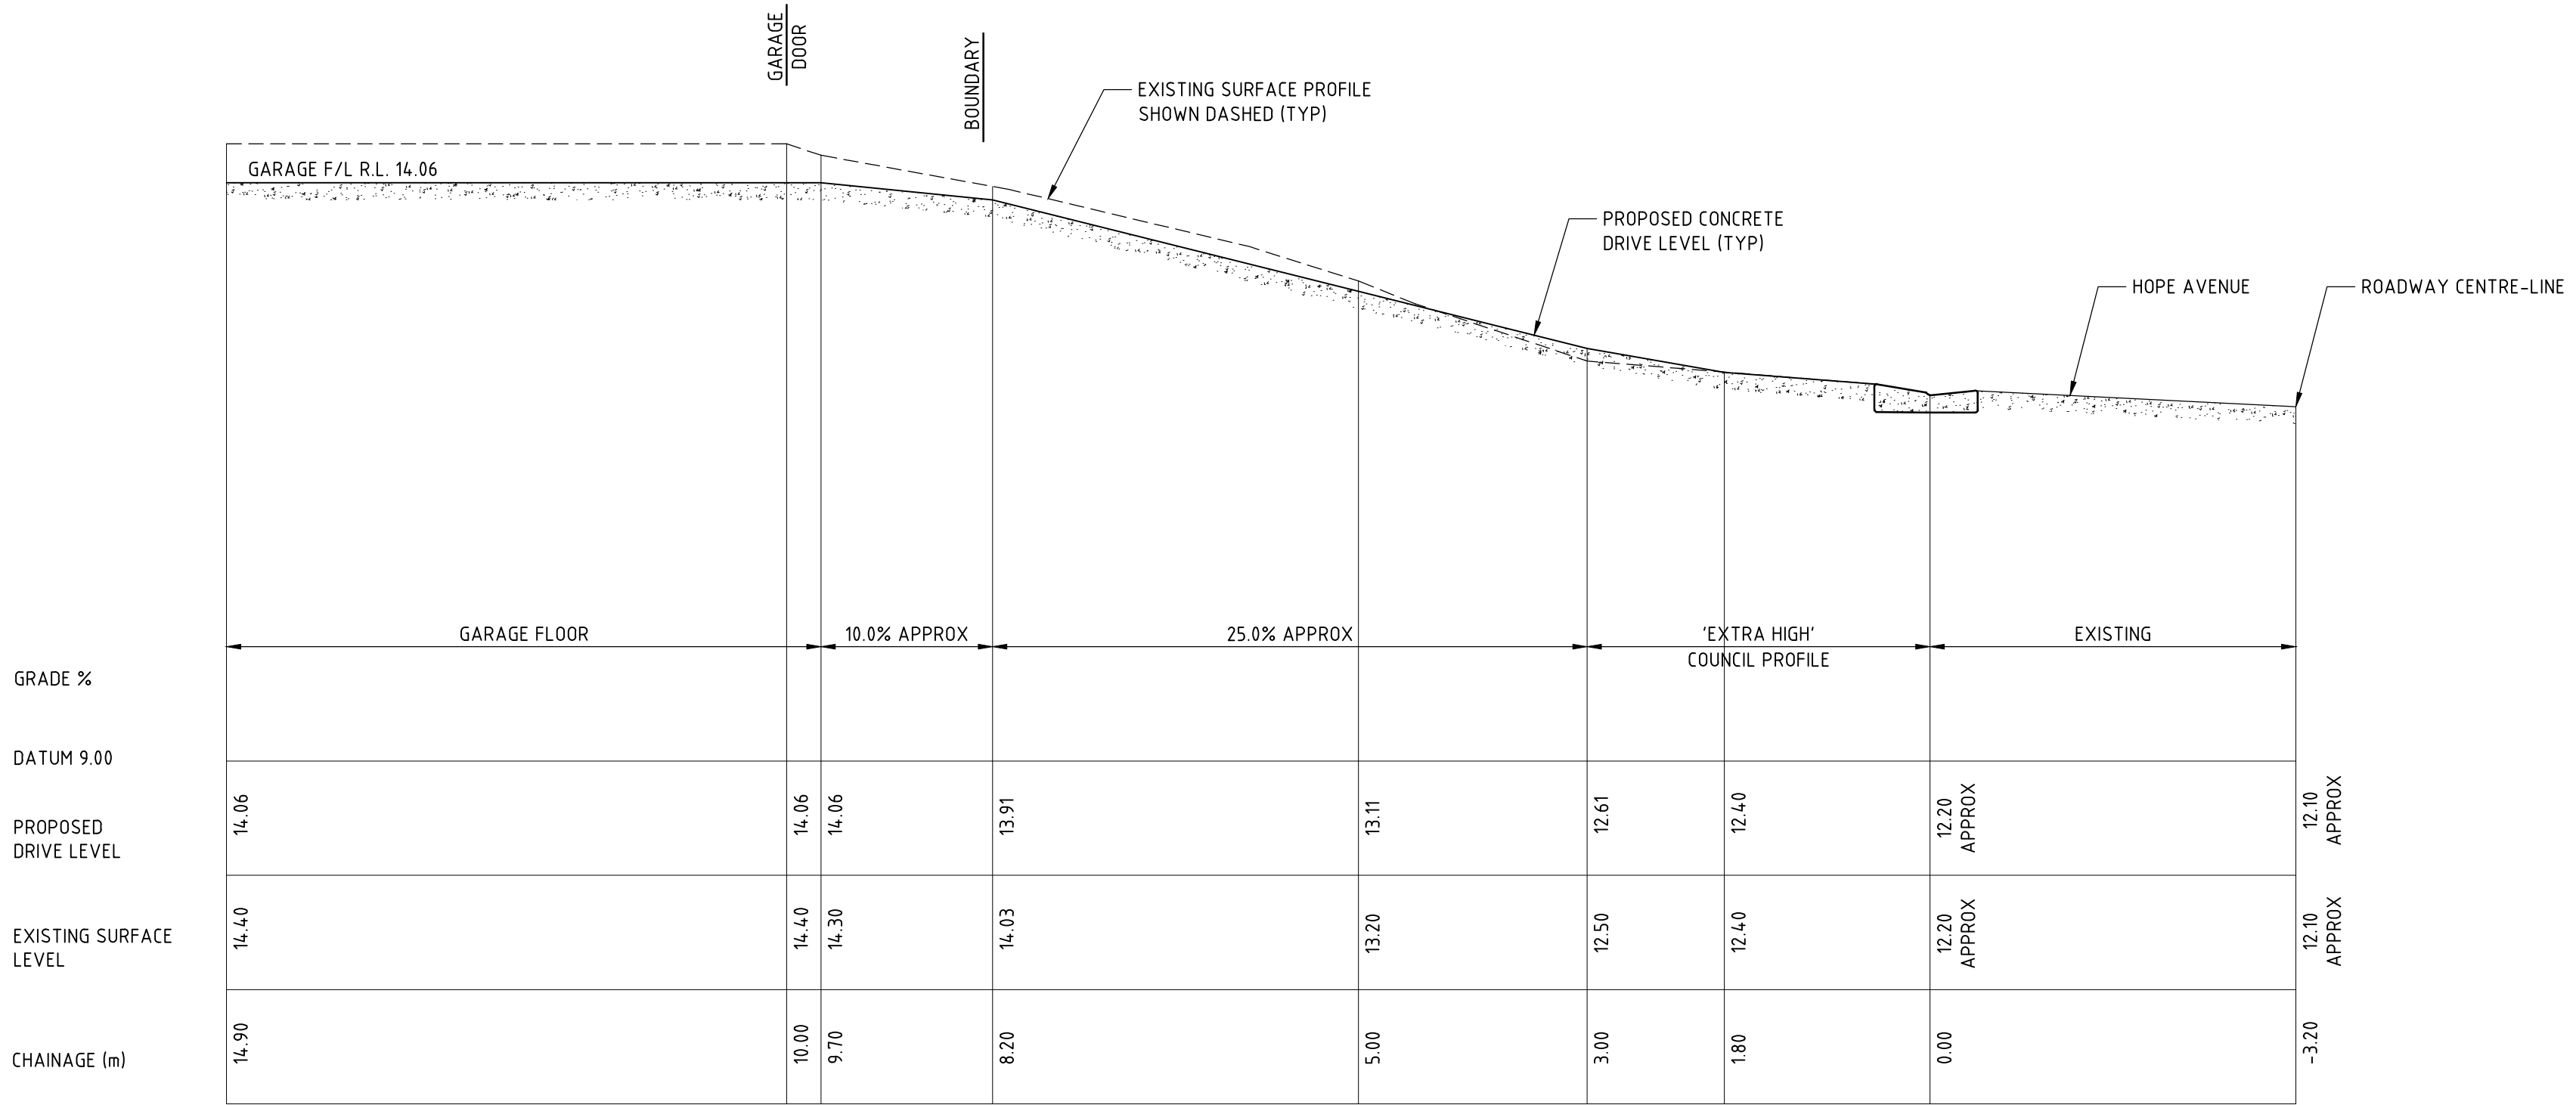 GARAGE
DOOR
BOUNDARY
EXISTING SURFACE PROFILE
SHOWN DASHED (TYP)
GARAGE F/L R.L. 14.06
PROPOSED CONCRETE
DRIVE LEVEL (TYP)
HOPE AVENUE
ROADWAY CENTRE-LINE
GARAGE FLOOR
10.0% APPROX
25.0% APPROX
'EXTRA HIGH'
COUNCIL PROFILE
EXISTING
GRADE %
DATUM 9.00
PROPOSED
DRIVE LEVEL
14.06
14.06
14.06
13.91
13.11
12.61
12.40
12.20
APPROX
12.10
APPROX
EXISTING SURFACE
LEVEL
14.40
14.40
14.30
14.03
13.20
12.50
12.40
12.20
APPROX
12.10
APPROX
CHAINAGE (m)
14.90
10.00
9.70
8.20
5.00
3.00
1.80
0.00
-3.20